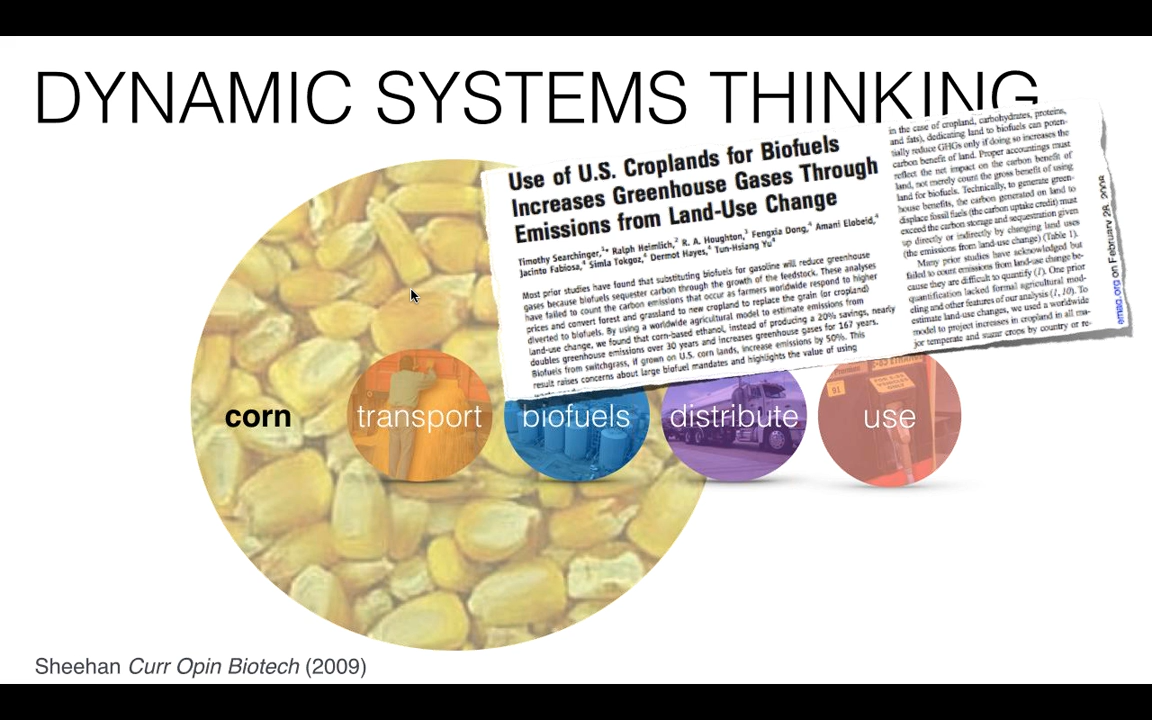 DYNAMIC SYSTEMS THINKING
Use of U.S. Croplands for Biofuels
Increases Greenhouse Gases Through
Emissions from Land-Use Change
Timothy Searchinger,¹* Ralph Heimlich,² R. A. Houghton,³ Fengxia Dong,⁴ Amani Elobeid,⁴
Jacinto Fabiosa,⁴ Simla Tokgoz,⁴ Dermot Hayes,⁴ Tun-Hsiang Yu⁴
Most prior studies have found that substituting biofuels for gasoline will reduce greenhouse
gases because biofuels sequester carbon through the growth of the feedstock. These analyses
have failed to count the carbon emissions that occur as farmers worldwide respond to higher
prices and convert forest and grassland to new cropland to replace the grain (or cropland)
diverted to biofuels. By using a worldwide agricultural model to estimate emissions from
land-use change, we found that corn-based ethanol, instead of producing a 20% savings, nearly
doubles greenhouse emissions over 30 years and increases greenhouse gases for 167 years.
Biofuels from switchgrass, if grown on U.S. corn lands, increase emissions by 50%. This
result raises concerns about large biofuel mandates and highlights the value of using
in the case of cropland, carbohydrates, proteins,
and fats), dedicating land to biofuels can poten-
tially reduce GHGs only if doing so increases the
carbon benefit of land. Proper accountings must
reflect the net impact on the carbon benefit of
land, not merely count the gross benefit of using
land for biofuels. Technically, to generate green-
house benefits, the carbon generated on land to
displace fossil fuels (the carbon uptake credit) must
exceed the carbon storage and sequestration given
up directly or indirectly by changing land uses
(the emissions from land-use change) (Table 1).
Many prior studies have acknowledged but
failed to count emissions from land-use change be-
cause they are difficult to quantify (1). One prior
quantification lacked formal agricultural mod-
eling and other features of our analysis (1, 10). To
estimate land-use changes, we used a worldwide
model to project increases in cropland in all ma-
jor temperate and sugar crops by country or re-
emag.org on February 28, 2008
corn
transport
biofuels
distribute
use
91
Sheehan Curr Opin Biotech (2009)